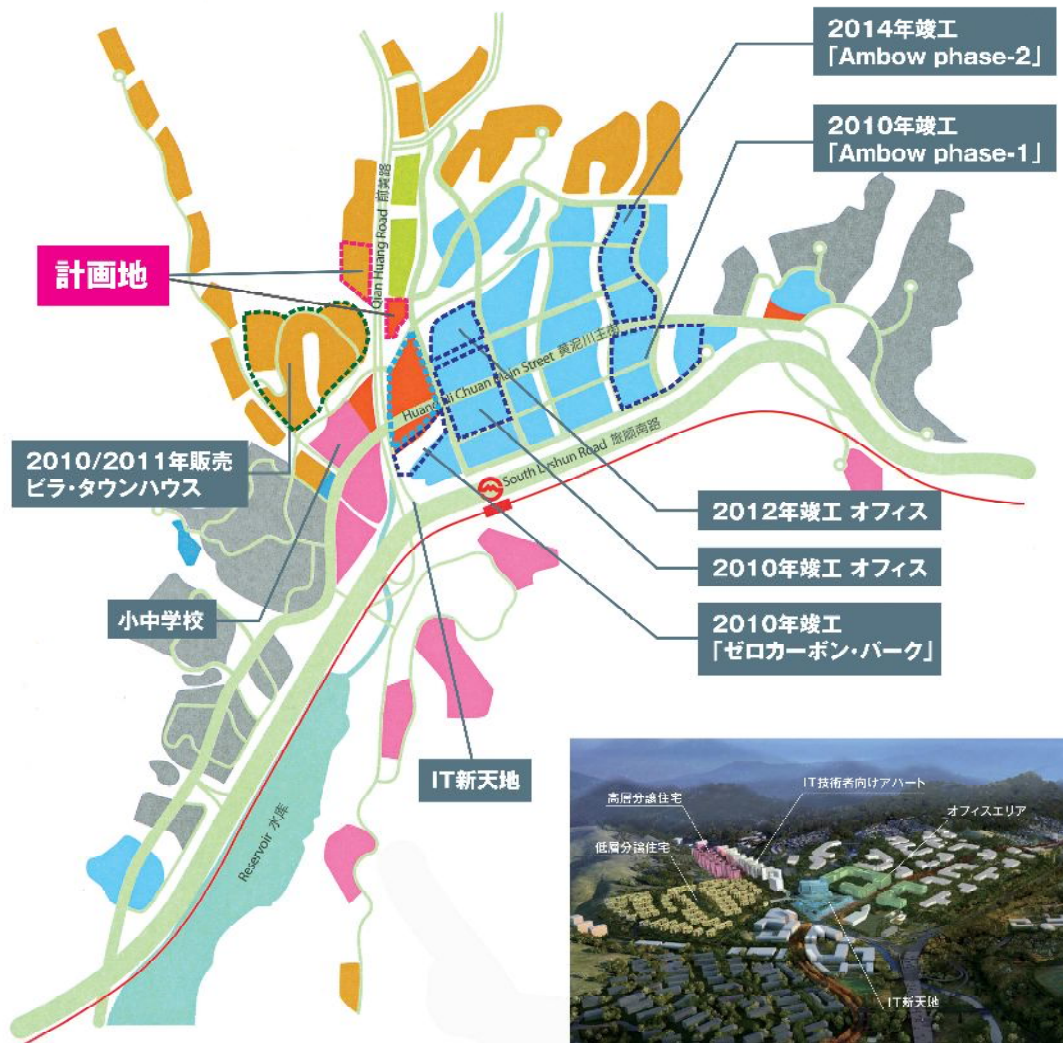 2014年竣工
「Ambow phase-2」
2010年竣工
「Ambow phase-1」
計画地
Qian Huang Road 前黄路
Huang Ni Chuan Main Street 黄泥川主街
South Lvshun Road 旅顺南路
2010/2011年販売
ビラ・タウンハウス
2012年竣工 オフィス
2010年竣工 オフィス
小中学校
2010年竣工
「ゼロカーボン・パーク」
IT新天地
Reservoir 水库
IT技術者向けアパート
高層分譲住宅
オフィスエリア
低層分譲住宅
IT新天地